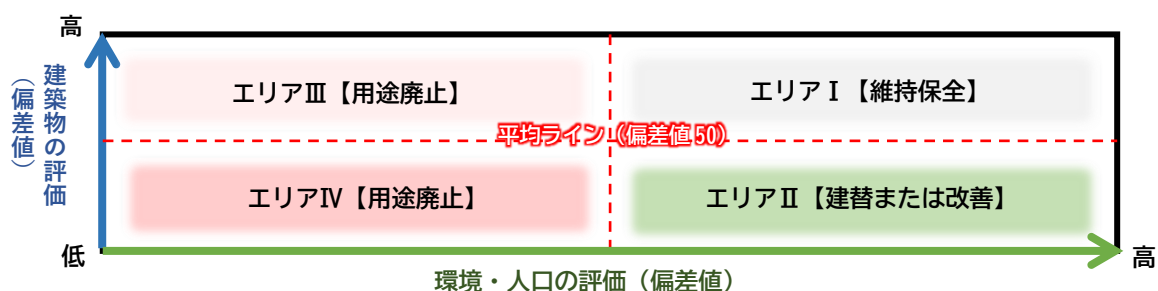 高
建築物の評価
（偏差値）
エリアⅢ【用途廃止】
エリアⅠ【維持保全】
平均ライン（偏差値50）
エリアⅣ【用途廃止】
エリアⅡ【建替または改善】
低
高
環境・人口の評価（偏差値）